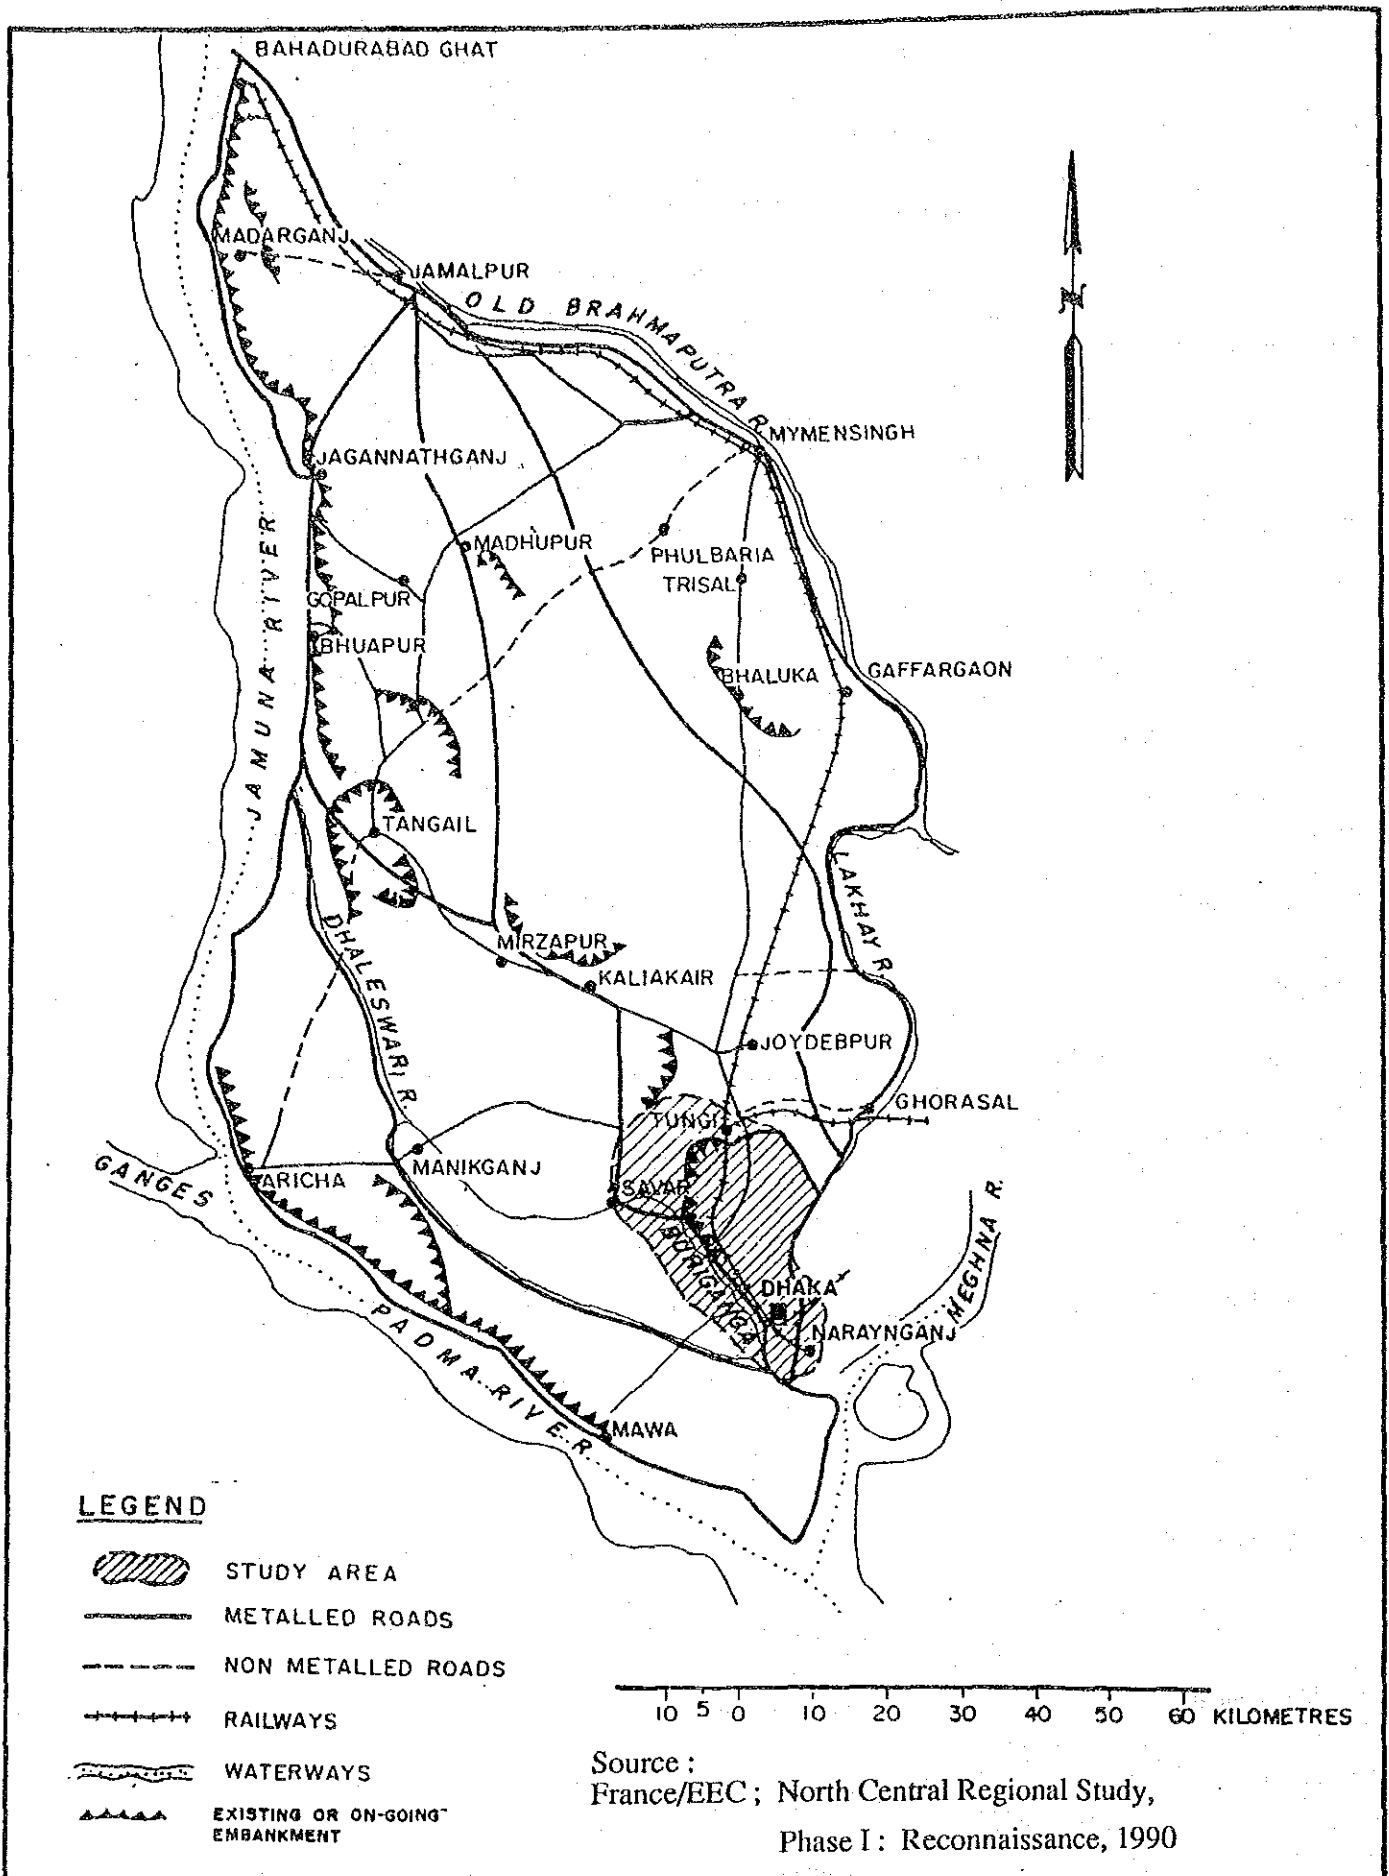 BAHADURABAD GHAT
MADARGANJ
JAMALPUR
OLD BRAHMAPUTRA R.
MYMENSINGH
N
JAGANNATHGANJ
MADHUPUR
PHULBARIA
TRISAL
GOPALPUR
BHUAPUR
JAMUNA RIVER
BHALUKA
GAFFARGAON
TANGAIL
LAKHAY R.
DHALESWARI R.
MIRZAPUR
KALIAKAIR
JOYDEBPUR
GHORASAL
TUNGI
GANGES
ARICHA
MANIKGANJ
SAVAR
BURIGANGA
MEGHNA R.
DHAKA
NARAYNGANJ
PADMA RIVER
MAWA
LEGEND
STUDY AREA
METALLED ROADS
NON METALLED ROADS
RAILWAYS
WATERWAYS
EXISTING OR ON-GOING
EMBANKMENT
10 5 0 10 20 30 40 50 60 KILOMETRES
Source :
France/EEC ; North Central Regional Study,
Phase I : Reconnaissance, 1990